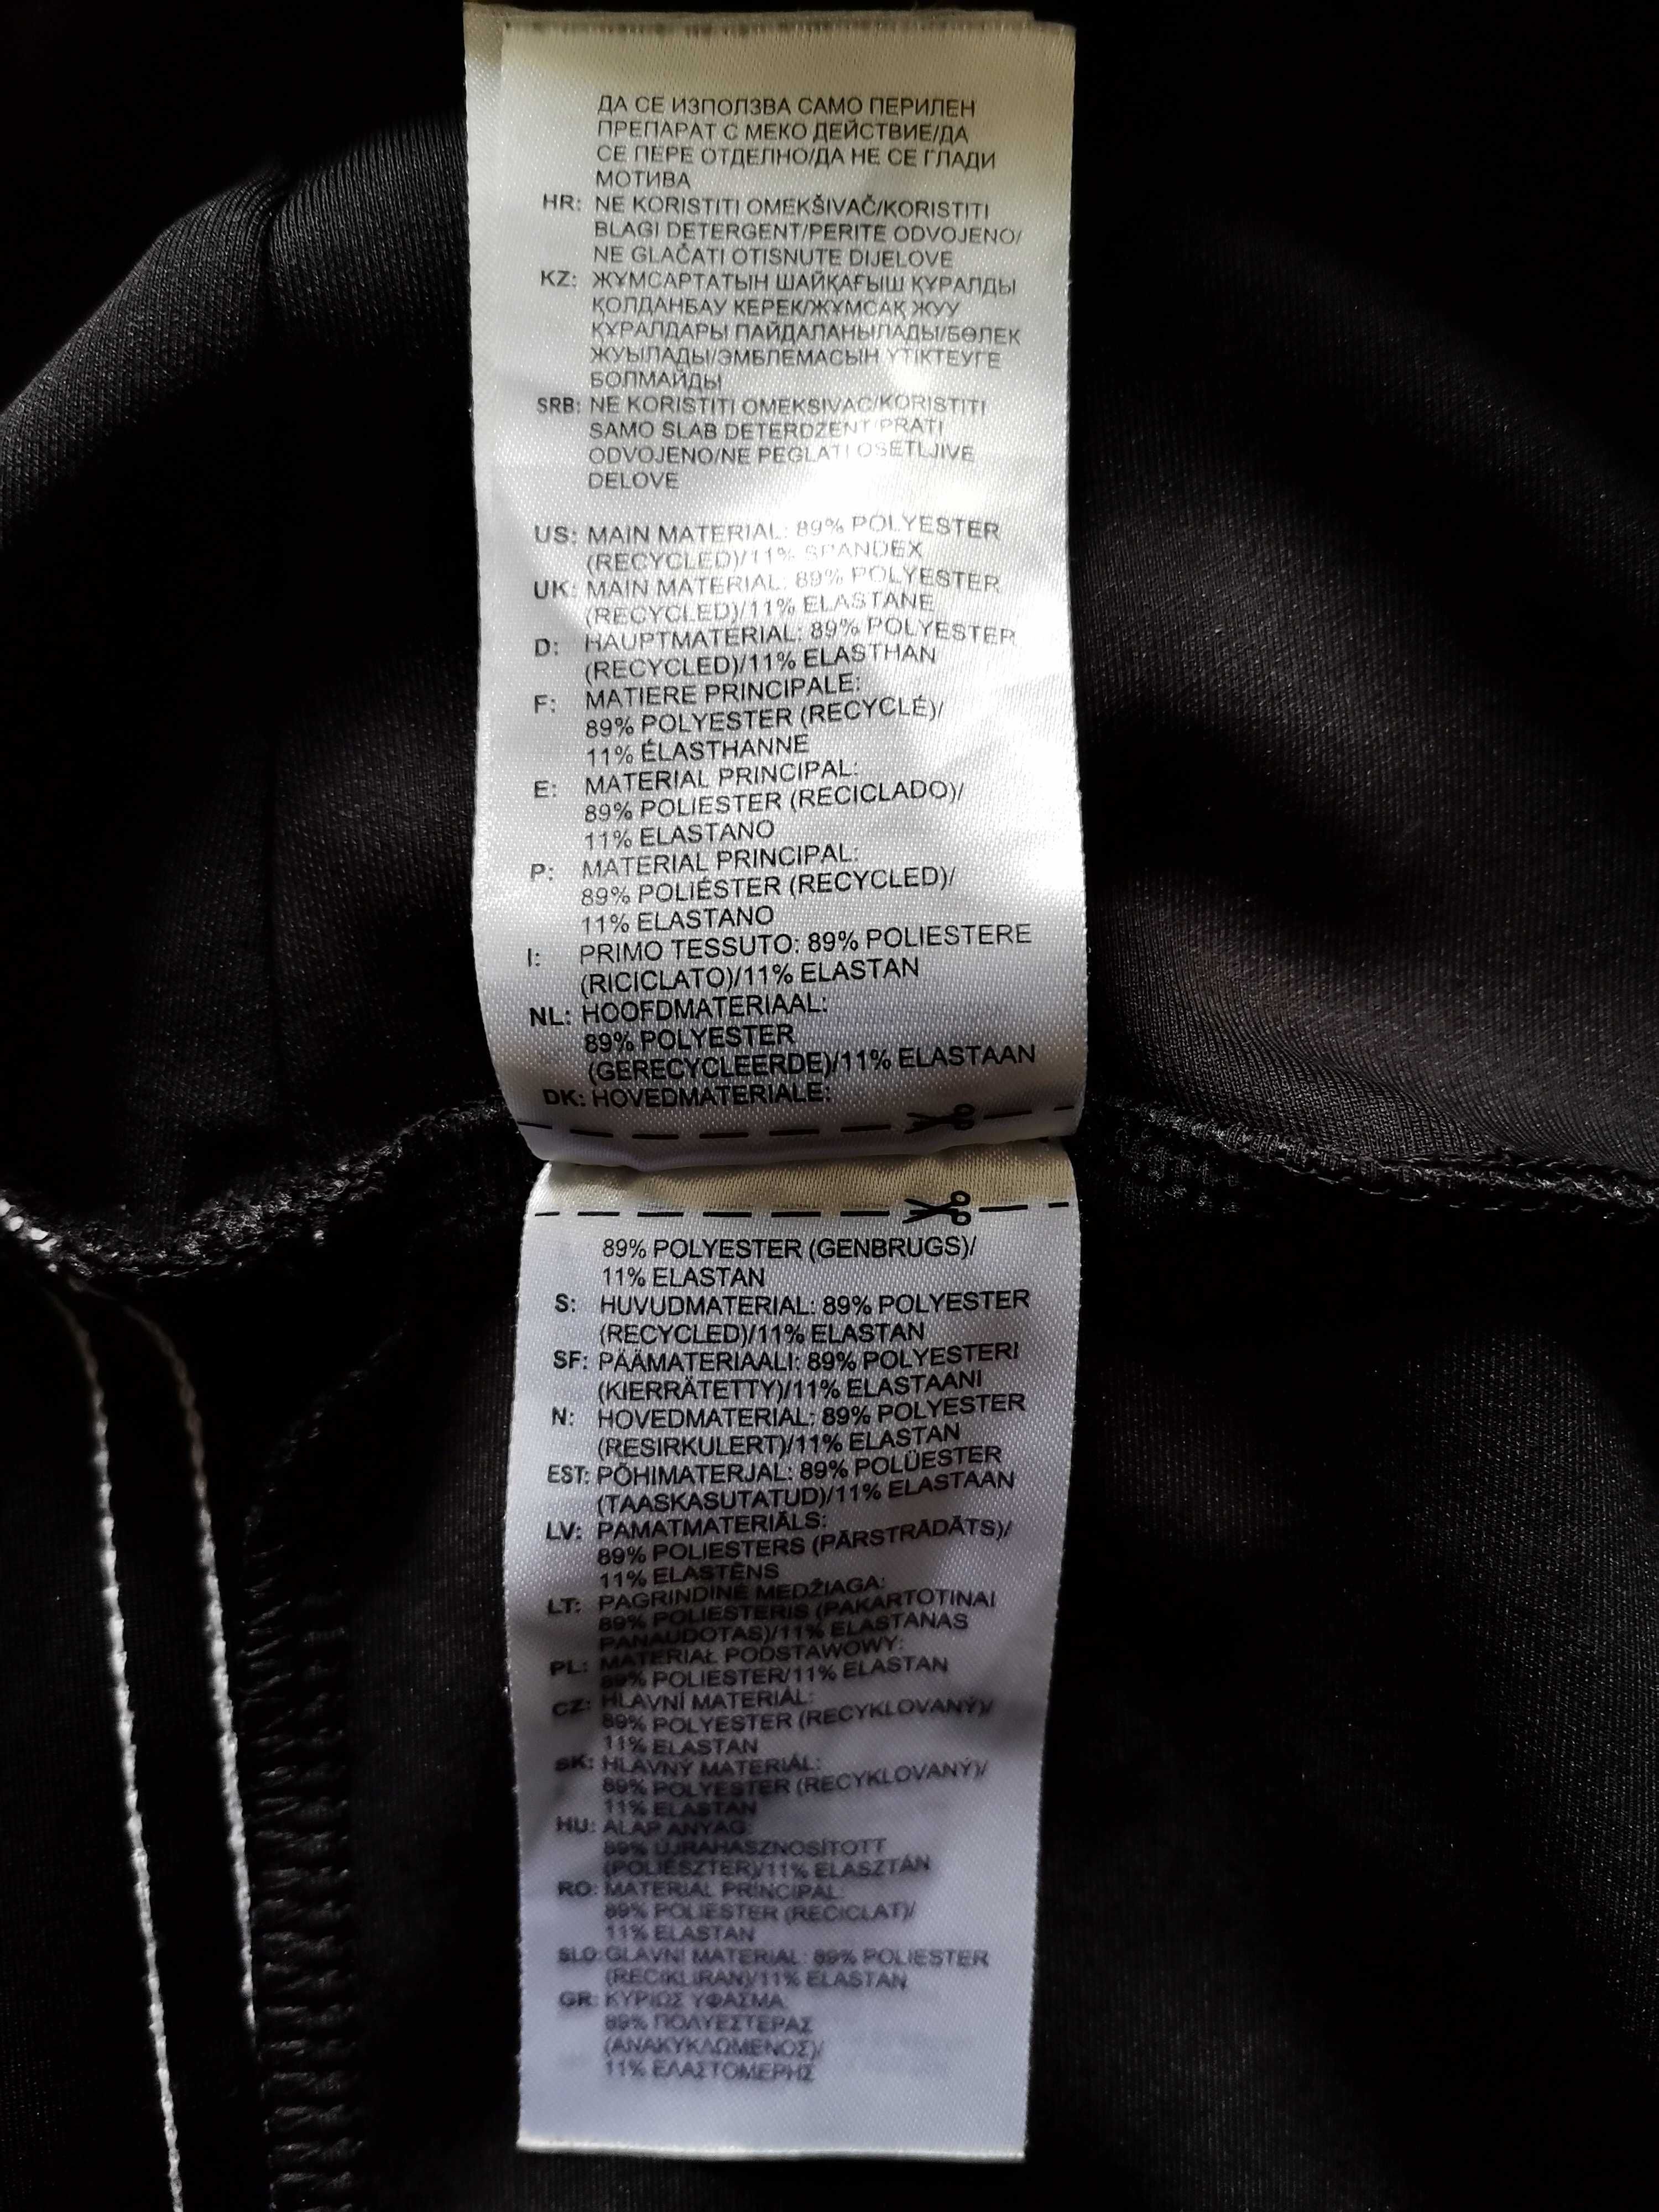 ДА СЕ ИЗПОЛЗВА САМО ПЕРИЛЕН
ПРЕПАРАТ С МЕКО ДЕЙСТВИЕ/ДА
СЕ ПЕРЕ ОТДЕЛНО/ДА НЕ СЕ ГЛАДИ
МОТИВА
HR: NE KORISTITI OMEKŠIVAČ/KORISTITI
BLAGI DETERGENT/PERITE ODVOJENO/
NE GLAČATI OTISNUTE DIJELOVE
KZ: ЖҰМСАРТАТЫН ШАЙҚАҒЫШ ҚҰРАЛДЫ
ҚОЛДАНБАУ КЕРЕК/ЖҰМСАҚ ЖУУ
ҚҰРАЛДАРЫ ПАЙДАЛАНЫЛАДЫ/БӨЛЕК
ЖУЫЛАДЫ/ЭМБЛЕМАСЫН ҮТІКТЕУГЕ
БОЛМАЙДЫ
SRB: NE KORISTITI OMEKSIVAC/KORISTITI
SAMO SLAB DETERDZENT/PRATI
ODVOJENO/NE PEGLATI OSETLJIVE
DELOVE
US: MAIN MATERIAL: 89% POLYESTER
(RECYCLED)/11% SPANDEX
UK: MAIN MATERIAL: 89% POLYESTER
(RECYCLED)/11% ELASTANE
D: HAUPTMATERIAL: 89% POLYESTER
(RECYCLED)/11% ELASTHAN
F: MATIERE PRINCIPALE:
89% POLYESTER (RECYCLÉ)/
11% ÉLASTHANNE
E: MATERIAL PRINCIPAL:
89% POLIESTER (RECICLADO)/
11% ELASTANO
P: MATERIAL PRINCIPAL:
89% POLIÉSTER (RECYCLED)/
11% ELASTANO
I: PRIMO TESSUTO: 89% POLIESTERE
(RICICLATO)/11% ELASTAN
NL: HOOFDMATERIAAL:
89% POLYESTER
(GERECYCLEERDE)/11% ELASTAAN
DK: HOVEDMATERIALE:
89% POLYESTER (GENBRUGS)/
11% ELASTAN
S: HUVUDMATERIAL: 89% POLYESTER
(RECYCLED)/11% ELASTAN
SF: PÄÄMATERIAALI: 89% POLYESTERI
(KIERRÄTETTY)/11% ELASTAANI
N: HOVEDMATERIAL: 89% POLYESTER
(RESIRKULERT)/11% ELASTAN
EST: PÕHIMATERJAL: 89% POLÜESTER
(TAASKASUTATUD)/11% ELASTAAN
LV: PAMATMATERIĀLS:
89% POLIESTERS (PĀRSTRĀDĀTS)/
11% ELASTĒNS
LT: PAGRINDINĖ MEDŽIAGA:
89% POLIESTERIS (PAKARTOTINAI
PANAUDOTAS)/11% ELASTANAS
PL: MATERIAŁ PODSTAWOWY:
89% POLIESTER/11% ELASTAN
CZ: HLAVNÍ MATERIÁL:
89% POLYESTER (RECYKLOVANÝ)/
11% ELASTAN
SK: HLAVNÝ MATERIÁL:
89% POLYESTER (RECYKLOVANÝ)/
11% ELASTAN
HU: ALAP ANYAG:
89% ÚJRAHASZNOSÍTOTT
(POLIÉSZTER)/11% ELASZTÁN
RO: MATERIAL PRINCIPAL:
89% POLIESTER (RECICLAT)/
11% ELASTAN
SLO: GLAVNI MATERIAL: 89% POLIESTER
(RECIKLIRAN)/11% ELASTAN
GR: ΚΥΡΙΩΣ ΥΦΑΣΜΑ:
89% ΠΟΛΥΕΣΤΕΡΑΣ
(ΑΝΑΚΥΚΛΩΜΕΝΟΣ)/
11% ΕΛΑΣΤΟΜΕΡΗΣ